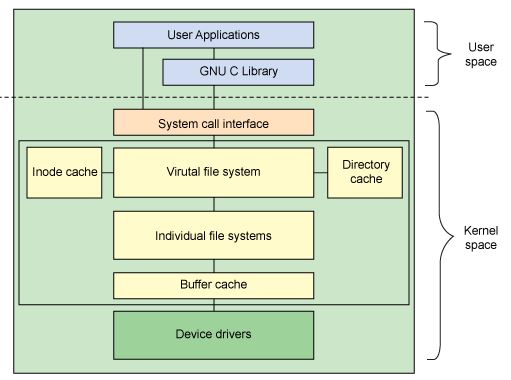 User Applications
User
space
GNU C Library
System call interface
Inode cache
Virutal file system
Directory
cache
Individual file systems
Kernel
space
Buffer cache
Device drivers